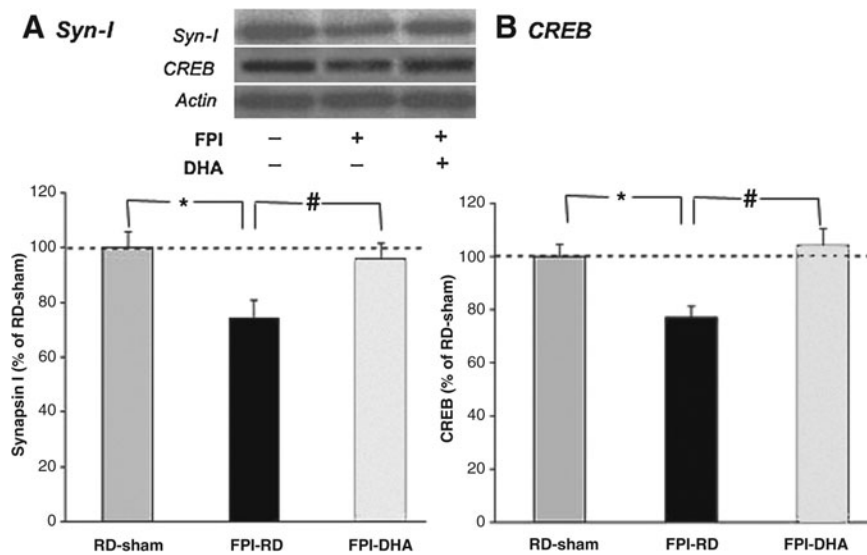 A Syn-I
Syn-I
CREB
Actin
FPI – + +
DHA – – +
Synapsin I (% of RD-sham)
120
100
80
60
40
20
0
* #
RD-sham FPI-RD FPI-DHA
B CREB
CREB (% of RD-sham)
120
100
80
60
40
20
0
* #
RD-sham FPI-RD FPI-DHA